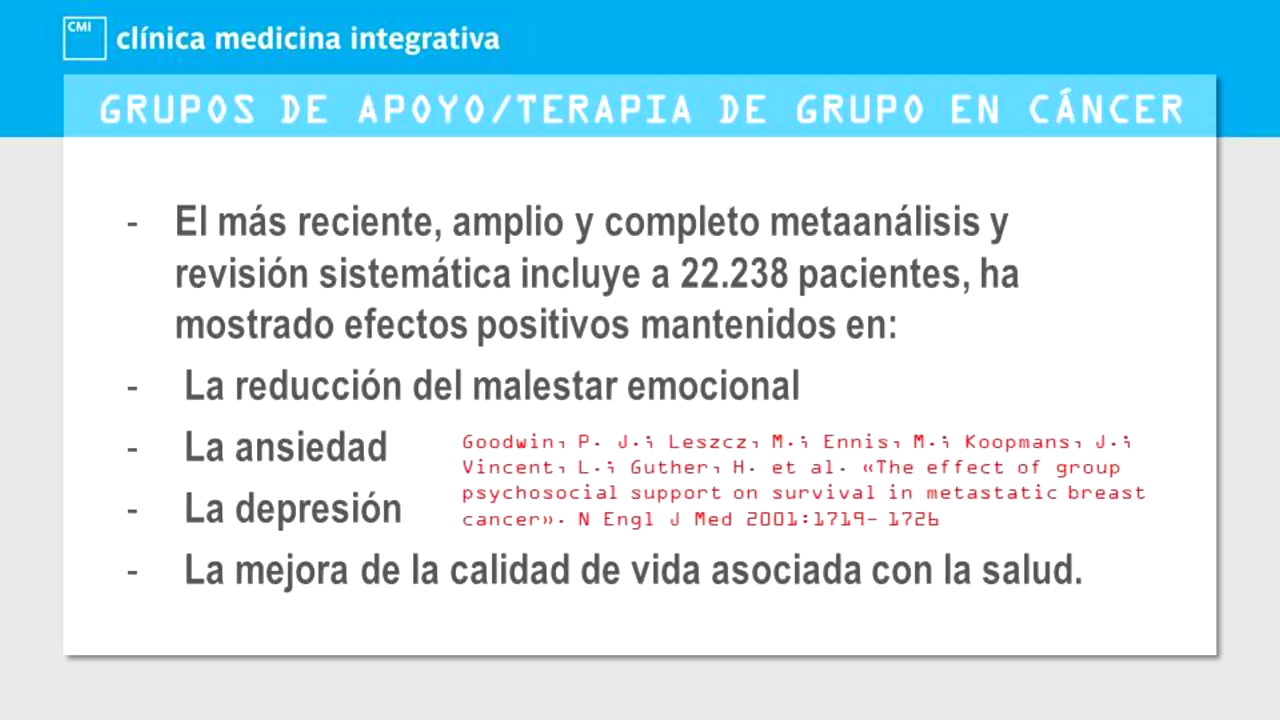 CMI
clínica medicina integrativa
GRUPOS DE APOYO/TERAPIA DE GRUPO EN CÁNCER
- El más reciente, amplio y completo metaanálisis y
revisión sistemática incluye a 22.238 pacientes, ha
mostrado efectos positivos mantenidos en:
- La reducción del malestar emocional
- La ansiedad
- La depresión
Goodwin, P. J.; Leszcz, M.; Ennis, M.; Koopmans, J.;
Vincent, L.; Guther, H. et al. «The effect of group
psychosocial support on survival in metastatic breast
cancer». N Engl J Med 2001:1719- 1726
- La mejora de la calidad de vida asociada con la salud.